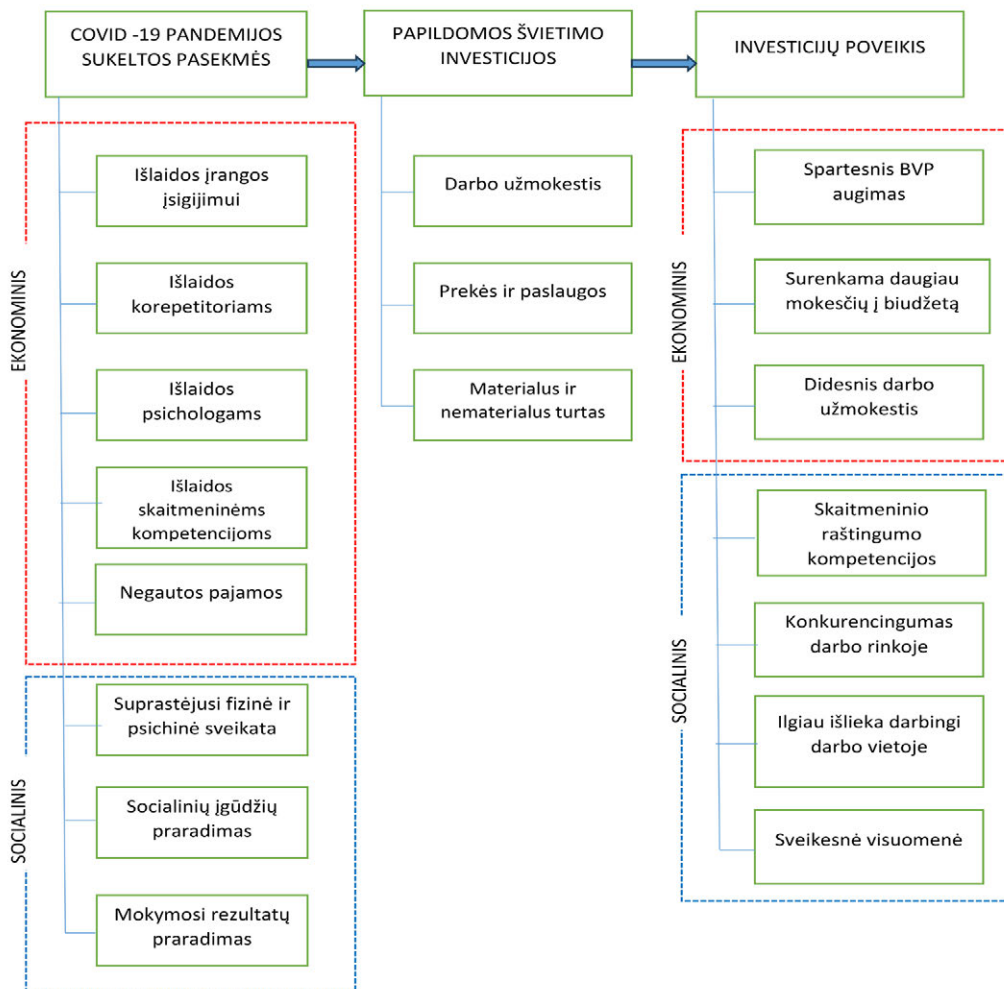 COVID -19 PANDEMIJOS
SUKELTOS PASEKMĖS
EKONOMINIS
Išlaidos įrangos
įsigijimui
Išlaidos
korepetitoriams
Išlaidos
psichologams
Išlaidos
skaitmeninėms
kompetencijoms
Negautos pajamos
SOCIALINIS
Suprastėjusi fizinė ir
psichinė sveikata
Socialinių įgūdžių
praradimas
Mokymosi rezultatų
praradimas
PAPILDOMOS ŠVIETIMO
INVESTICIJOS
Darbo užmokestis
Prekės ir paslaugos
Materialus ir
nematerialus turtas
INVESTICIJŲ POVEIKIS
EKONOMINIS
Spartesnis BVP
augimas
Surenkama daugiau
mokesčių į biudžetą
Didesnis darbo
užmokestis
SOCIALINIS
Skaitmeninio
raštingumo
kompetencijos
Konkurencingumas
darbo rinkoje
Ilgiau išlieka darbingi
darbo vietoje
Sveikesnė visuomenė